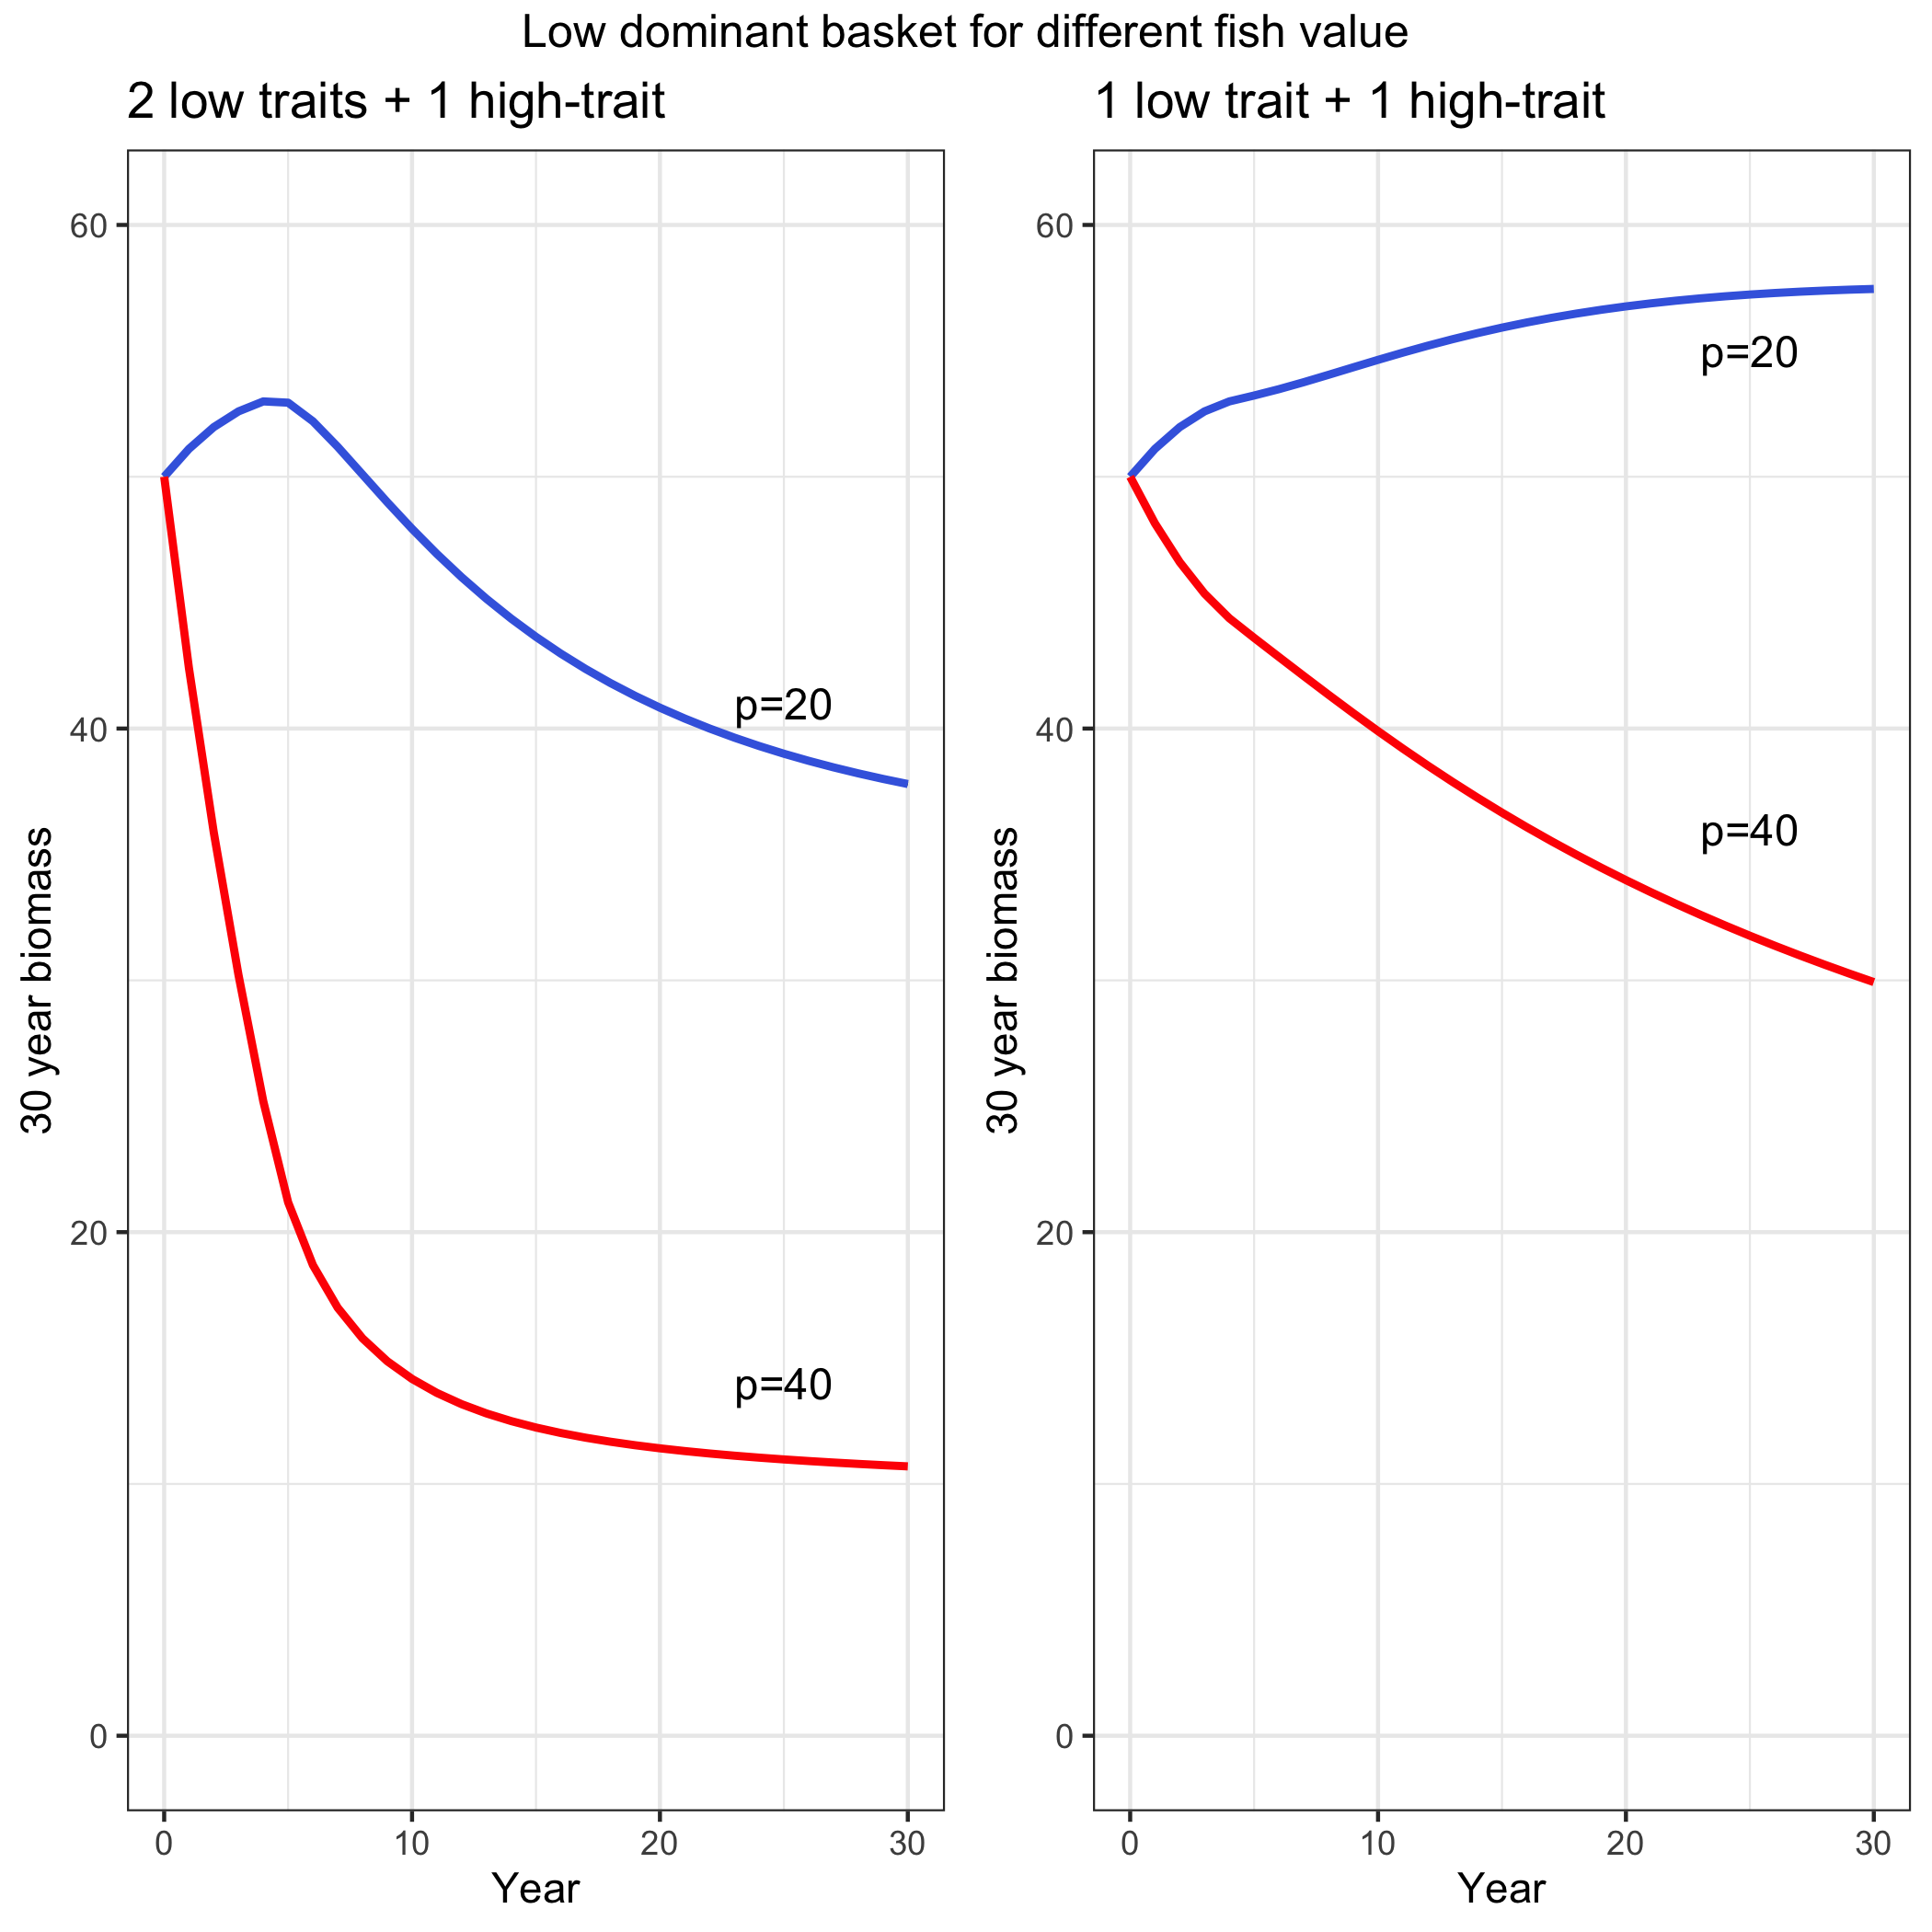 Low dominant basket for different fish value
2 low traits + 1 high-trait
60
40
20
0
p=20
p=40
30 year biomass
0 10 20 30
Year
1 low trait + 1 high-trait
60
40
20
0
p=20
p=40
30 year biomass
0 10 20 30
Year